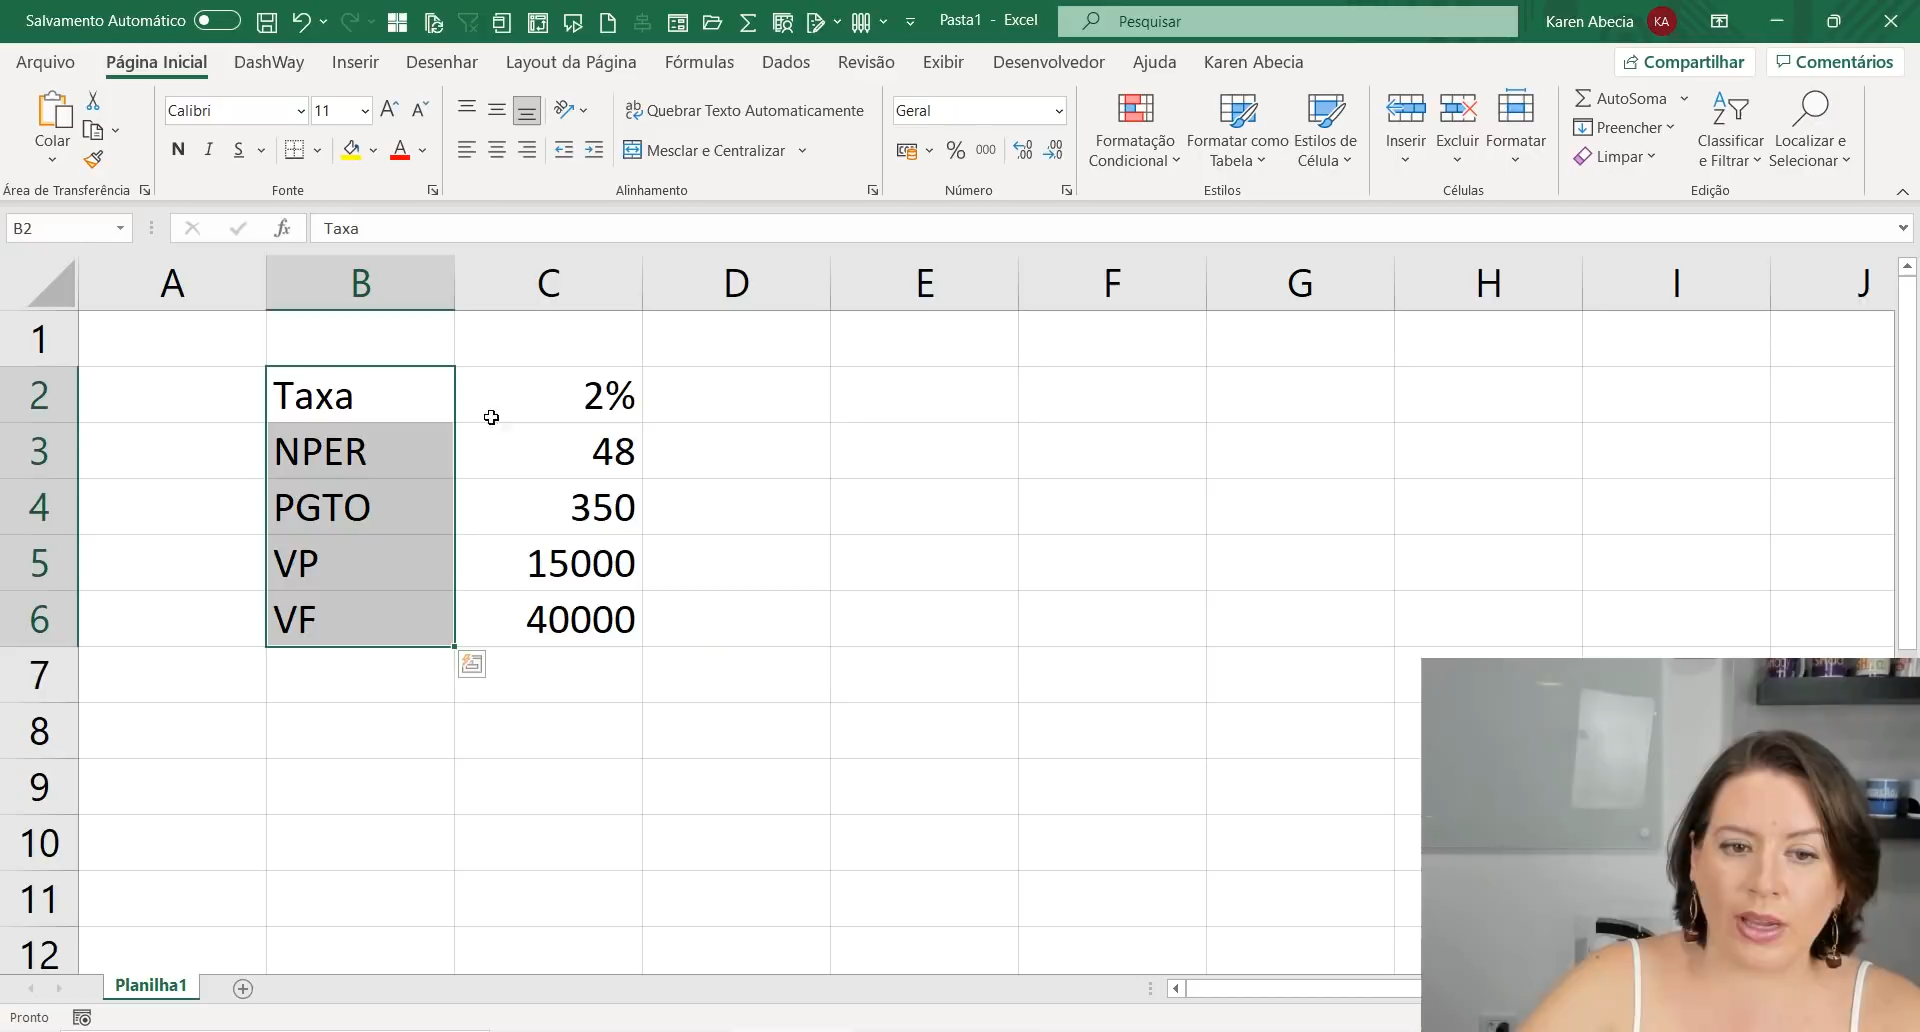 Salvamento Automático
Pasta1 - Excel
Pesquisar
Karen Abecia
KA
Arquivo
Página Inicial
DashWay
Inserir
Desenhar
Layout da Página
Fórmulas
Dados
Revisão
Exibir
Desenvolvedor
Ajuda
Karen Abecia
Compartilhar
Comentários
Colar
Calibri
11
N I S
Quebrar Texto Automaticamente
Mesclar e Centralizar
Geral
% 000
Formatação Condicional
Formatar como Tabela
Estilos de Célula
Inserir
Excluir
Formatar
AutoSoma
Preencher
Limpar
Classificar e Filtrar
Localizar e Selecionar
Área de Transferência
Fonte
Alinhamento
Número
Estilos
Células
Edição
B2
fx
Taxa
A B C D E F G H I J
1
2 Taxa 2%
3 NPER 48
4 PGTO 350
5 VP 15000
6 VF 40000
7
8
9
10
11
12
Planilha1
Pronto